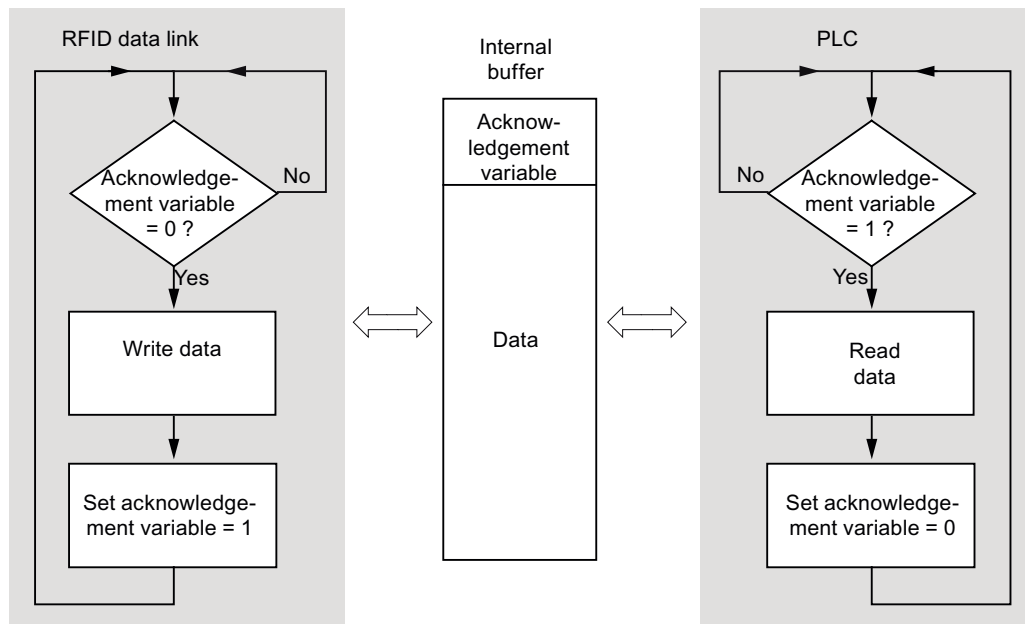 RFID data link
Acknowledge-
ment variable
= 0 ?
No
Yes
Write data
Set acknowledge-
ment variable = 1
Internal
buffer
Acknow-
ledgement
variable
Data
PLC
Acknowledge-
ment variable
= 1 ?
No
Yes
Read
data
Set acknowledge-
ment variable = 0